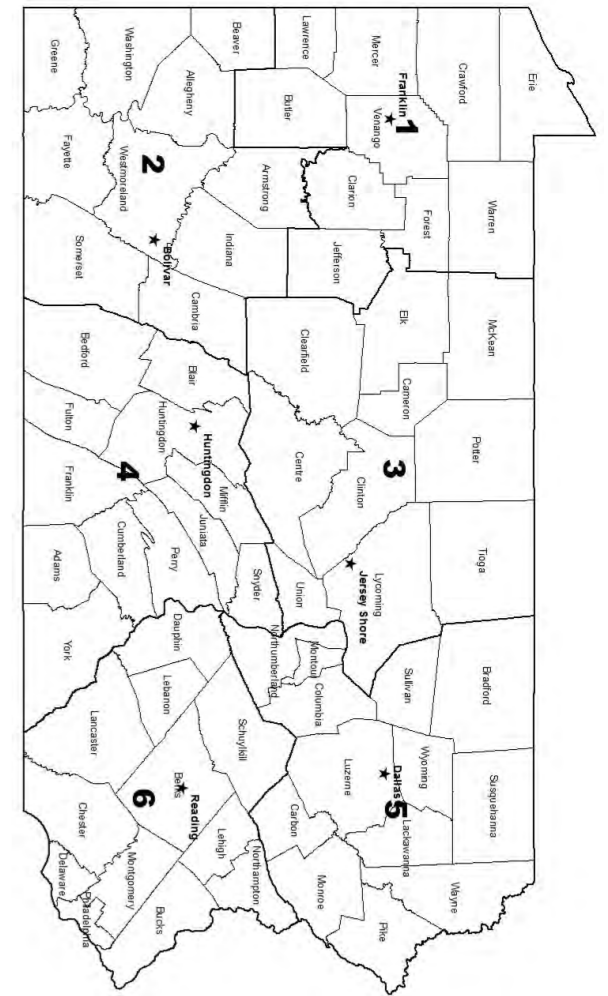 Erie
Crawford
Warren
McKean
Potter
Tioga
Bradford
Susquehanna
Wayne
Mercer
Franklin
1
Venango
Forest
Elk
Cameron
3
Clinton
Lycoming
Jersey Shore
Sullivan
Wyoming
Dallas
5
Lackawanna
Pike
Lawrence
Butler
Clarion
Jefferson
Clearfield
Centre
Union
Montour
Northumberland
Columbia
Luzerne
Carbon
Monroe
Beaver
Allegheny
Armstrong
Indiana
Cambria
Blair
Huntingdon
Huntingdon
Mifflin
Juniata
Snyder
Schuylkill
Northampton
Lehigh
Washington
2
Westmoreland
Bolivar
4
Perry
Dauphin
Lebanon
Berks
Reading
6
Bucks
Montgomery
Greene
Fayette
Somerset
Bedford
Fulton
Franklin
Cumberland
Adams
York
Lancaster
Chester
Delaware
Philadelphia